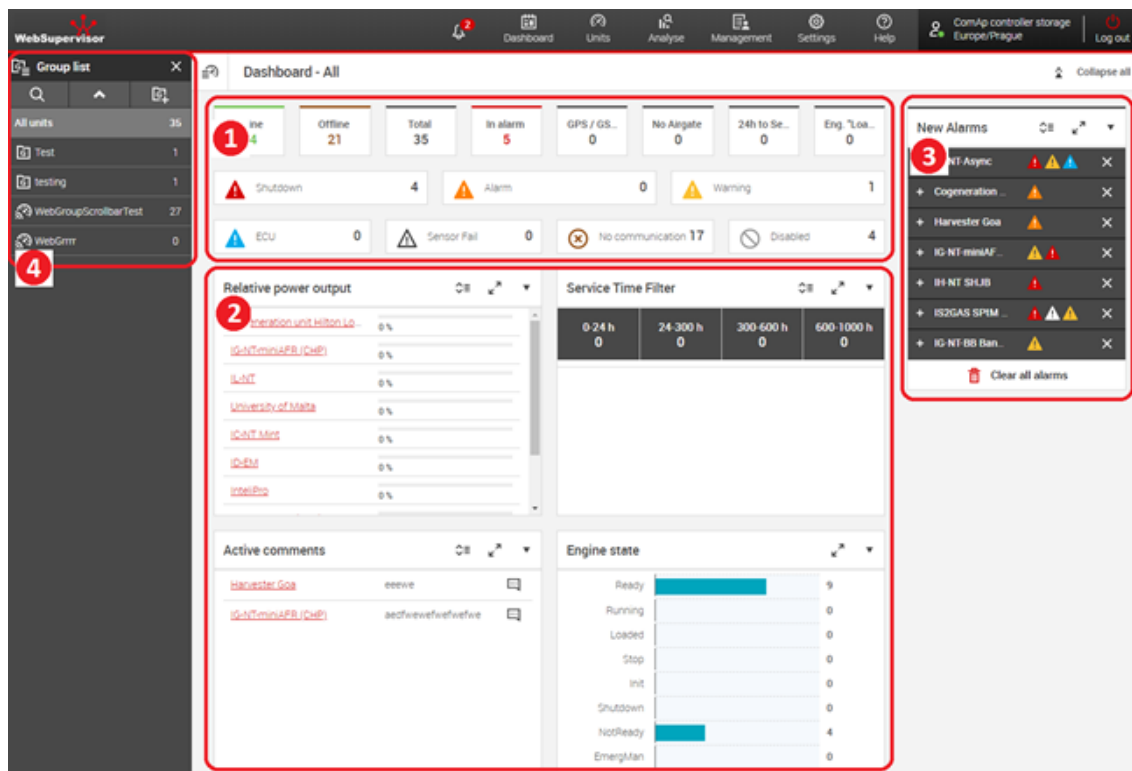 WebSupervisor
2
Dashboard
Units
Analyse
Management
Settings
Help
ComAp controller storage
Europe/Prague
Log out
Group list
All units 35
Test 1
testing 1
WebGroupScrollbarTest 27
WebGrrrr 0
4
Dashboard - All
Collapse all
1
ne
4
Offline
21
Total
35
In alarm
5
GPS / GS...
0
No Airgate
0
24h to Se...
0
Eng. "Loa...
0
Shutdown 4
Alarm 0
Warning 1
ECU 0
Sensor Fail 0
No communication 17
Disabled 4
2
Relative power output
neration unit Hilton Lo... 0 %
IG-NT-miniAFR (CHP) 0 %
IL-NT 0 %
University of Malta 0 %
IC-NT Mint 0 %
ID-EM 0 %
InteliPro 0 %
Service Time Filter
0-24 h
0
24-300 h
0
300-600 h
0
600-1000 h
0
Active comments
Harvester Goa eeewe
IG-NT-miniAFR (CHP) aecfwewefwefwefwe
Engine state
Ready 9
Running 0
Loaded 0
Stop 0
Init 0
Shutdown 0
NotReady 4
EmergMan 0
New Alarms
3
NT-Async
+ Cogeneration ...
+ Harvester Goa
+ IG-NT-miniAF...
+ IH-NT SHJB
+ IS2GAS SPtM ...
+ IG-NT-BB Ban...
Clear all alarms